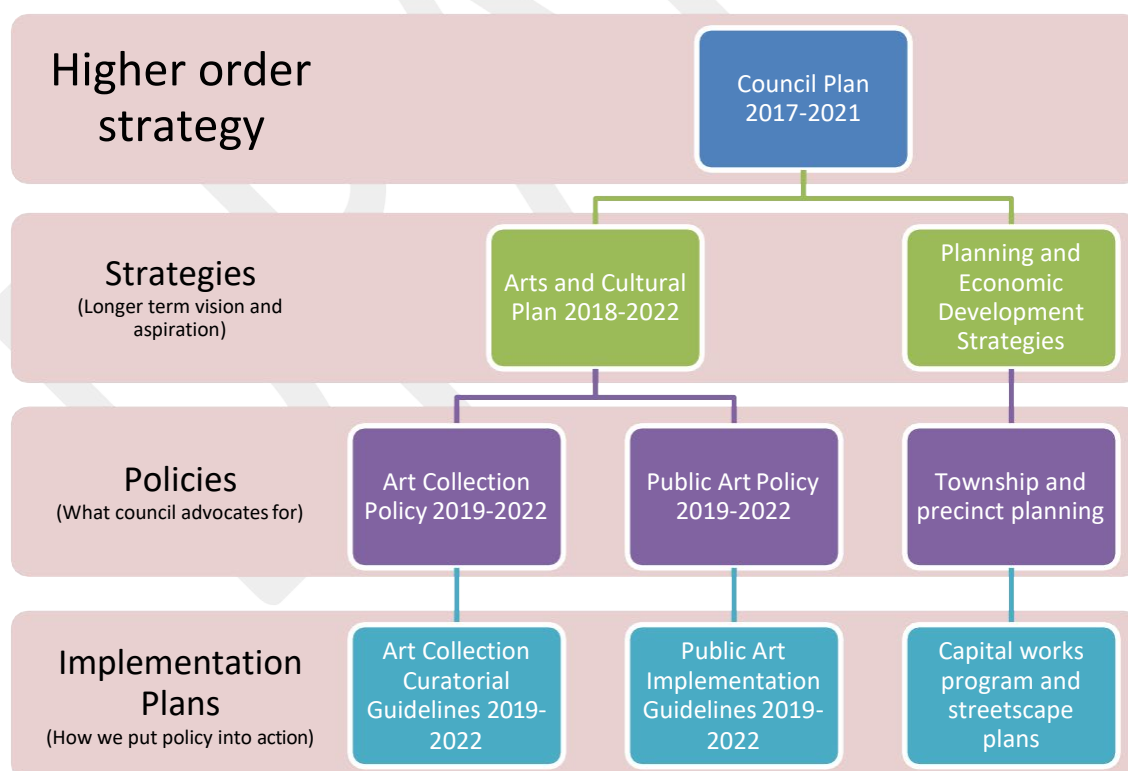 Higher order
strategy
Council Plan
2017-2021
Strategies
(Longer term vision and
aspiration)
Arts and Cultural
Plan 2018-2022
Planning and
Economic
Development
Strategies
Policies
(What council advocates for)
Art Collection
Policy 2019-2022
Public Art Policy
2019-2022
Township and
precinct planning
Implementation
Plans
(How we put policy into action)
Art Collection
Curatorial
Guidelines 2019-
2022
Public Art
Implementation
Guidelines 2019-
2022
Capital works
program and
streetscape
plans